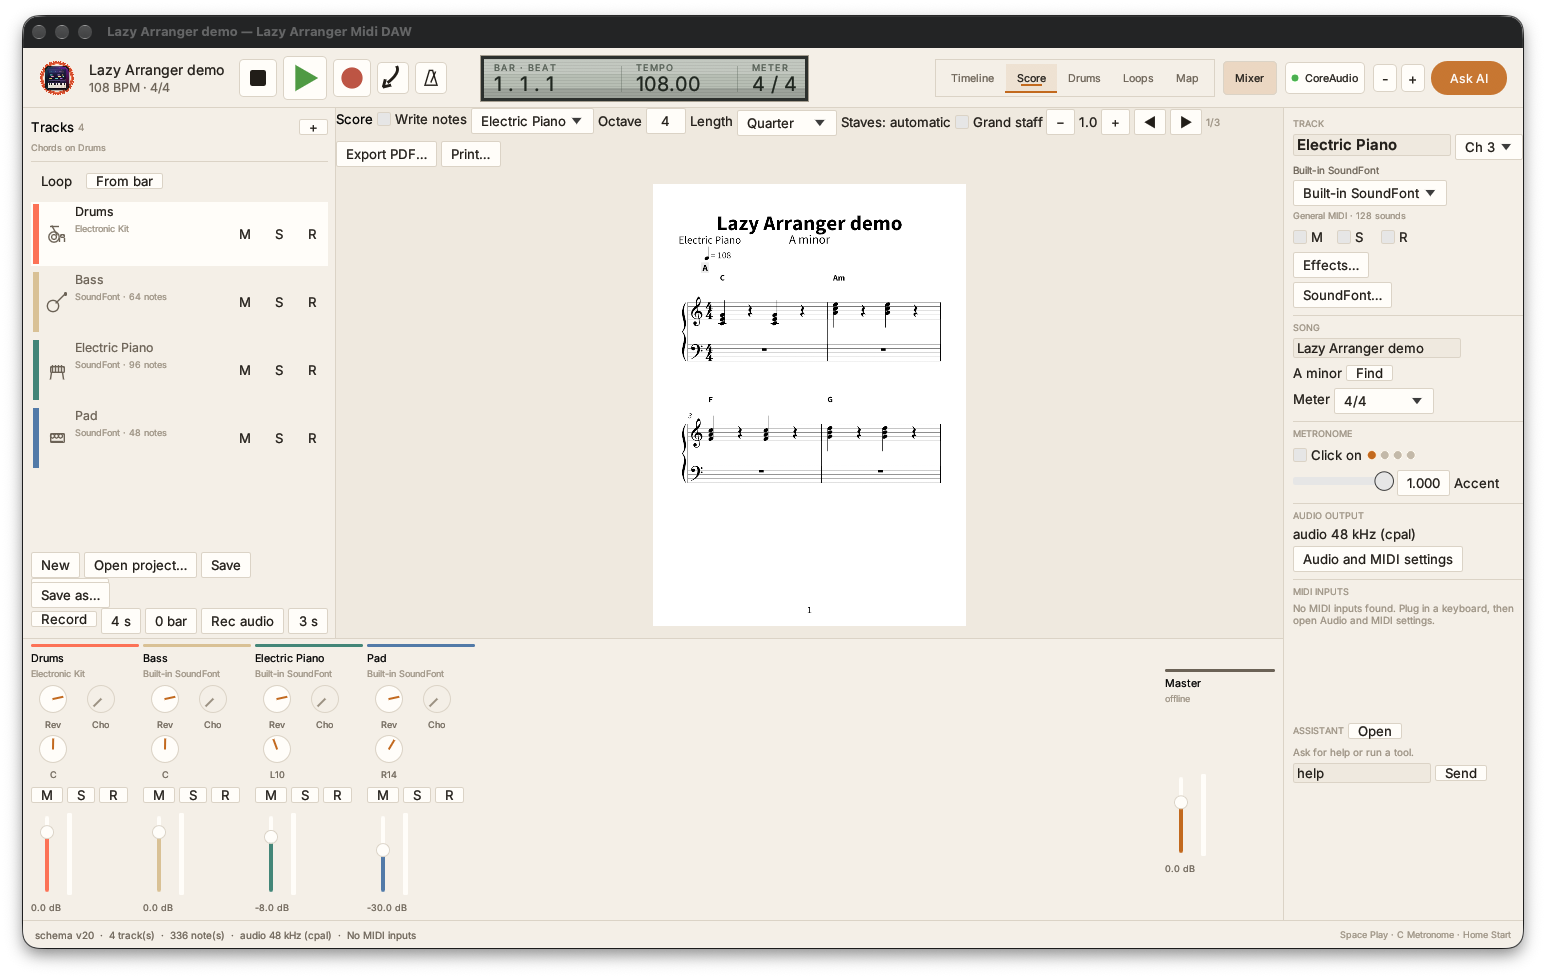 Lazy Arranger demo — Lazy Arranger Midi DAW
Lazy Arranger demo
108 BPM · 4/4
BAR · BEAT TEMPO METER
1 . 1 . 1 108.00 4 / 4
Timeline Score Drums Loops Map Mixer CoreAudio - + Ask AI
Tracks 4 +
Chords on Drums
Loop From bar
Drums
Electronic Kit
M S R
Bass
SoundFont · 64 notes
M S R
Electric Piano
SoundFont · 96 notes
M S R
Pad
SoundFont · 48 notes
M S R
New Open project... Save
Save as...
Record 4 s 0 bar Rec audio 3 s
Score Write notes Electric Piano Octave 4 Length Quarter Staves: automatic Grand staff − 1.0 + 1/3
Export PDF... Print...
Lazy Arranger demo
Electric Piano A minor
= 108
A
C Am
4/4
4/4
F G
3
1
TRACK
Electric Piano Ch 3
Built-in SoundFont
Built-in SoundFont
General MIDI · 128 sounds
M S R
Effects...
SoundFont...
SONG
Lazy Arranger demo
A minor Find
Meter 4/4
METRONOME
Click on
1.000 Accent
AUDIO OUTPUT
audio 48 kHz (cpal)
Audio and MIDI settings
MIDI INPUTS
No MIDI inputs found. Plug in a keyboard, then
open Audio and MIDI settings.
ASSISTANT Open
Ask for help or run a tool.
help Send
Drums
Electronic Kit
Rev Cho
C
M S R
0.0 dB
Bass
Built-in SoundFont
Rev Cho
C
M S R
0.0 dB
Electric Piano
Built-in SoundFont
Rev Cho
L10
M S R
-8.0 dB
Pad
Built-in SoundFont
Rev Cho
R14
M S R
-30.0 dB
Master
offline
0.0 dB
schema v20 · 4 track(s) · 336 note(s) · audio 48 kHz (cpal) · No MIDI inputs
Space Play · C Metronome · Home Start